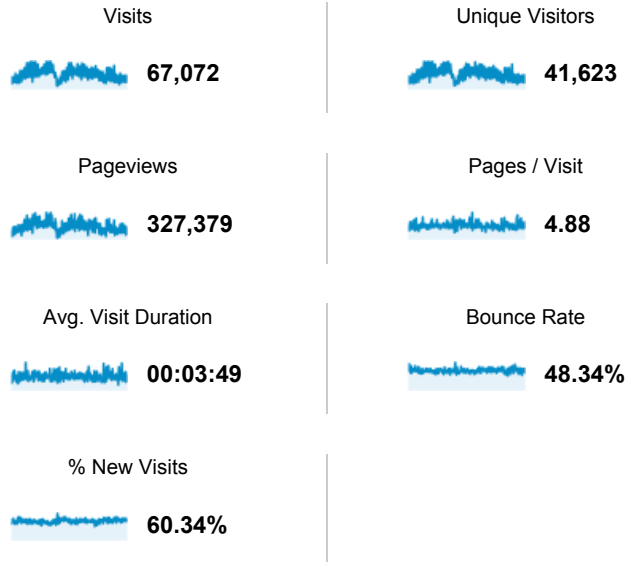 Visits
67,072
Unique Visitors
41,623
Pageviews
327,379
Pages / Visit
4.88
Avg. Visit Duration
00:03:49
Bounce Rate
48.34%
% New Visits
60.34%